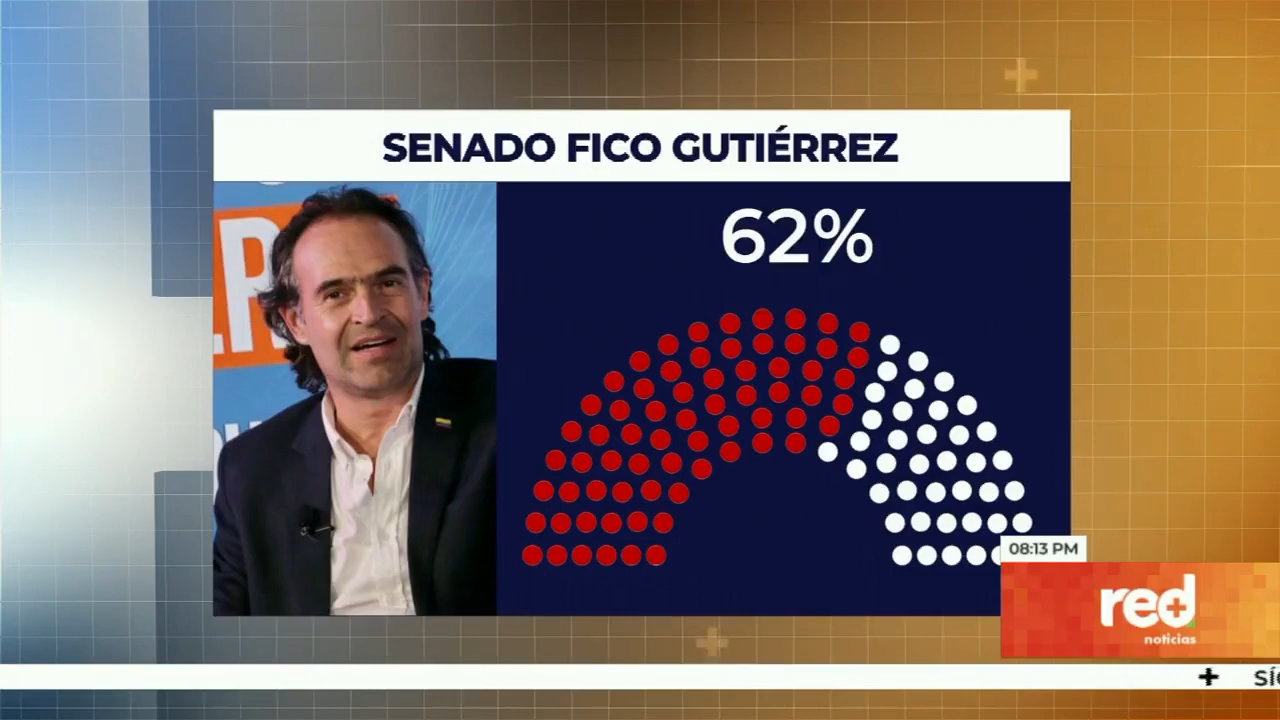 SENADO FICO GUTIÉRREZ
62%
08:13 PM
red+
noticias
+